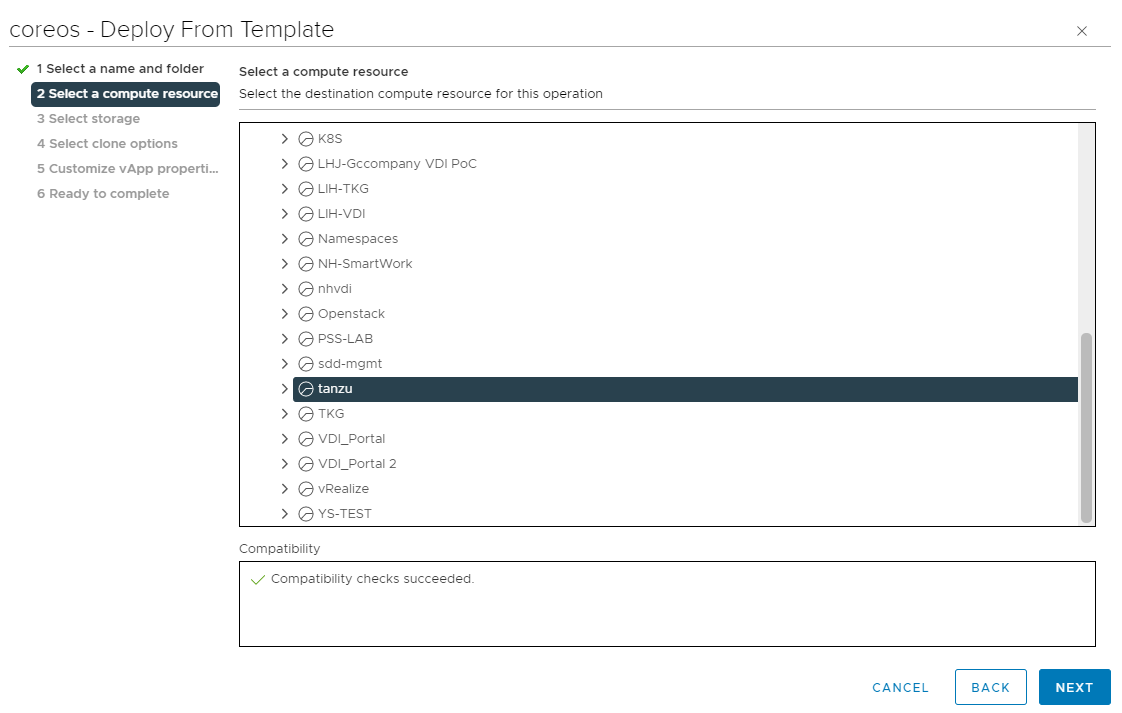 coreos - Deploy From Template
1 Select a name and folder
2 Select a compute resource
3 Select storage
4 Select clone options
5 Customize vApp properti...
6 Ready to complete
Select a compute resource
Select the destination compute resource for this operation
K8S
LHJ-Gccompany VDI PoC
LIH-TKG
LIH-VDI
Namespaces
NH-SmartWork
nhvdi
Openstack
PSS-LAB
sdd-mgmt
tanzu
TKG
VDI_Portal
VDI_Portal 2
vRealize
YS-TEST
Compatibility
Compatibility checks succeeded.
CANCEL
BACK
NEXT